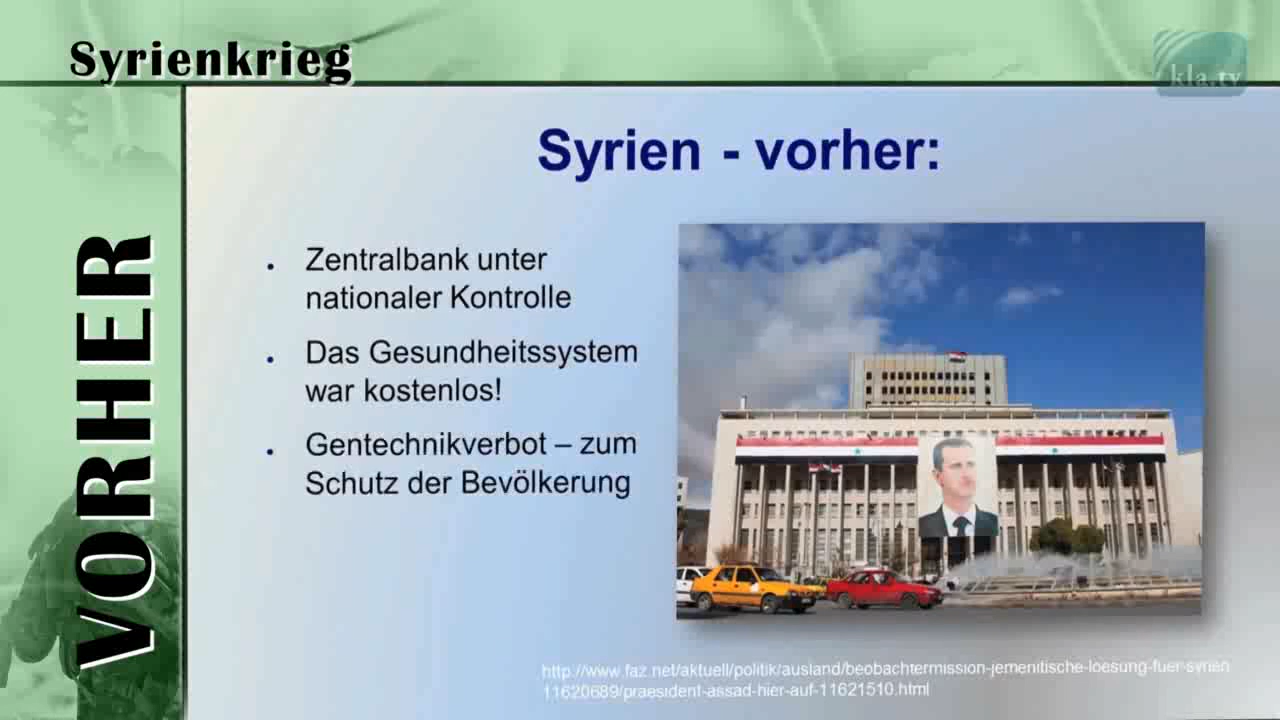 Syrienkrieg
kla.tv
VORHER
Syrien - vorher:
• Zentralbank unter
nationaler Kontrolle
• Das Gesundheitssystem
war kostenlos!
• Gentechnikverbot – zum
Schutz der Bevölkerung
http://www.faz.net/aktuell/politik/ausland/beobachtermission-jemenitische-loesung-fuer-syrien
11620689/praesident-assad-hier-auf-11621510.html